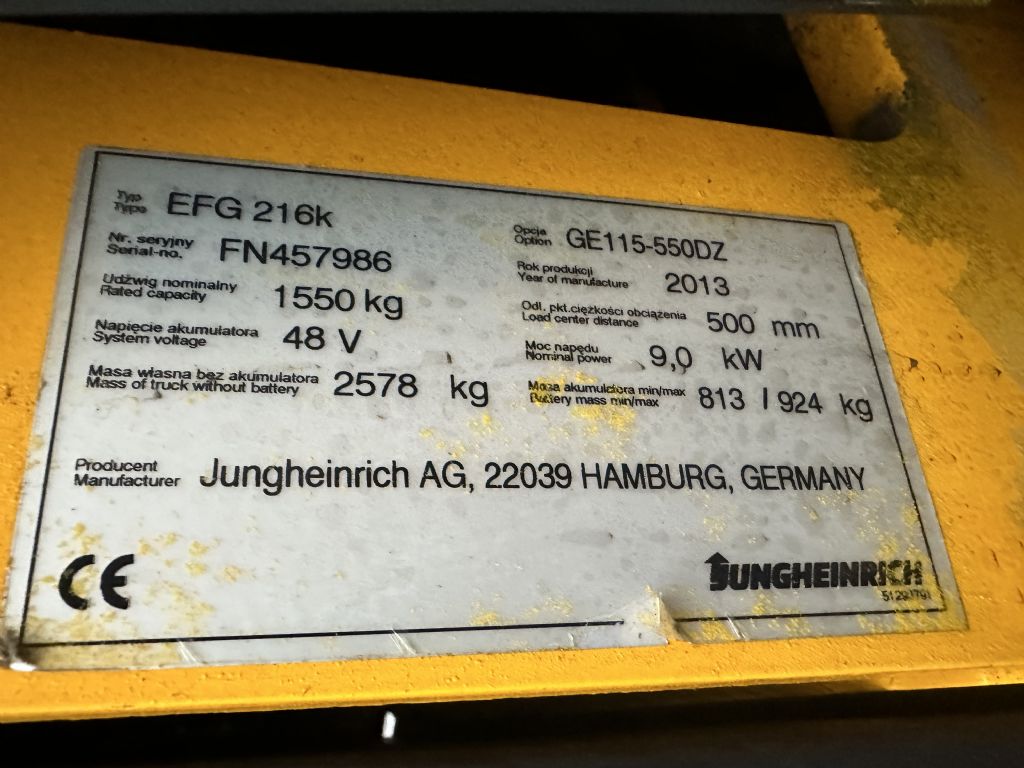 Typ
Type EFG 216k
Opcja
Option GE115-550DZ
Nr. seryjny
Serial-no. FN457986
Rok produkcji
Year of manufacture 2013
Udźwig nominalny
Rated capacity 1550 kg
Odl. pkt.ciężkości obciążenia
Load center distance 500 mm
Napięcie akumulatora
System voltage 48 V
Moc napędu
Nominal power 9,0 kW
Masa własna bez akumulatora
Mass of truck without battery 2578 kg
Masa akumulatora min/max
Battery mass min/max 813 / 924 kg
Producent
Manufacturer Jungheinrich AG, 22039 HAMBURG, GERMANY
CE
JUNGHEINRICH
51291791